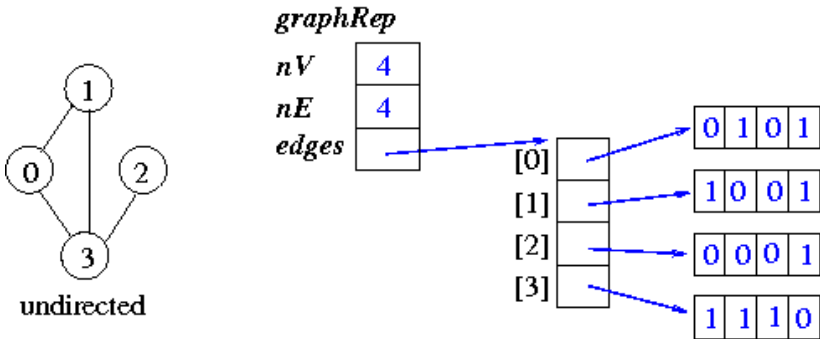 graphRep
nV 4
nE 4
edges
1
0 2
3
undirected
[0]
[1]
[2]
[3]
0 1 0 1
1 0 0 1
0 0 0 1
1 1 1 0